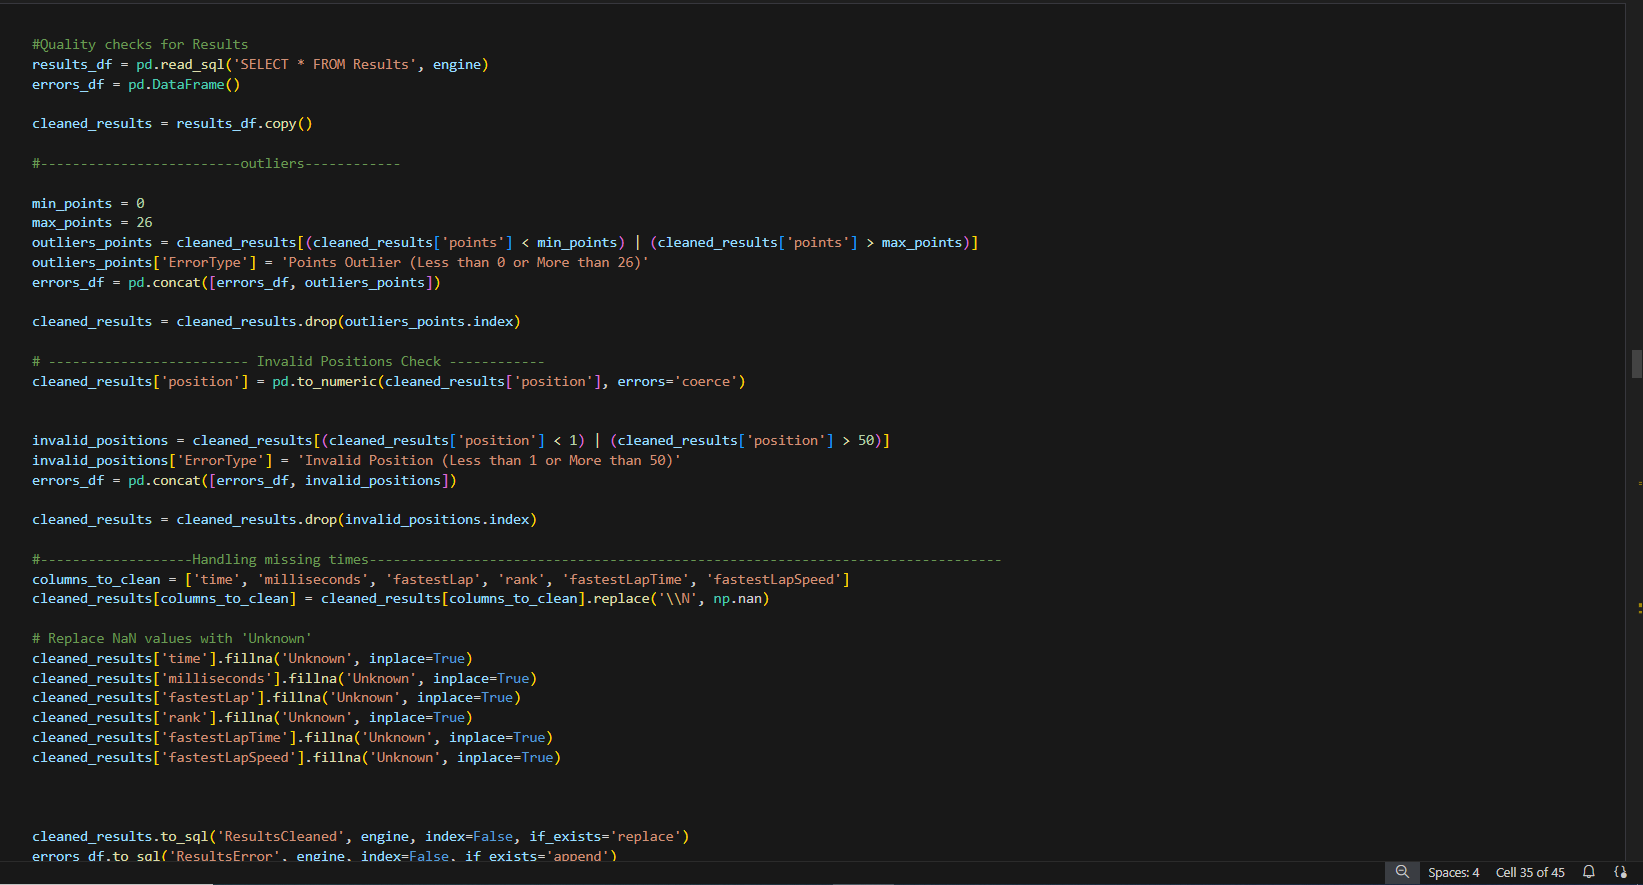 #Quality checks for Results
results_df = pd.read_sql('SELECT * FROM Results', engine)
errors_df = pd.DataFrame()
cleaned_results = results_df.copy()
#-------------------------outliers------------
min_points = 0
max_points = 26
outliers_points = cleaned_results[(cleaned_results['points'] < min_points) | (cleaned_results['points'] > max_points)]
outliers_points['ErrorType'] = 'Points Outlier (Less than 0 or More than 26)'
errors_df = pd.concat([errors_df, outliers_points])
cleaned_results = cleaned_results.drop(outliers_points.index)
# ------------------------- Invalid Positions Check ------------
cleaned_results['position'] = pd.to_numeric(cleaned_results['position'], errors='coerce')
invalid_positions = cleaned_results[(cleaned_results['position'] < 1) | (cleaned_results['position'] > 50)]
invalid_positions['ErrorType'] = 'Invalid Position (Less than 1 or More than 50)'
errors_df = pd.concat([errors_df, invalid_positions])
cleaned_results = cleaned_results.drop(invalid_positions.index)
#-------------------Handling missing times-------------------------------------------------------------------------------
columns_to_clean = ['time', 'milliseconds', 'fastestLap', 'rank', 'fastestLapTime', 'fastestLapSpeed']
cleaned_results[columns_to_clean] = cleaned_results[columns_to_clean].replace('\\N', np.nan)
# Replace NaN values with 'Unknown'
cleaned_results['time'].fillna('Unknown', inplace=True)
cleaned_results['milliseconds'].fillna('Unknown', inplace=True)
cleaned_results['fastestLap'].fillna('Unknown', inplace=True)
cleaned_results['rank'].fillna('Unknown', inplace=True)
cleaned_results['fastestLapTime'].fillna('Unknown', inplace=True)
cleaned_results['fastestLapSpeed'].fillna('Unknown', inplace=True)
cleaned_results.to_sql('ResultsCleaned', engine, index=False, if_exists='replace')
errors_df.to_sql('ResultsError', engine, index=False, if_exists='append')
Spaces: 4 Cell 35 of 45